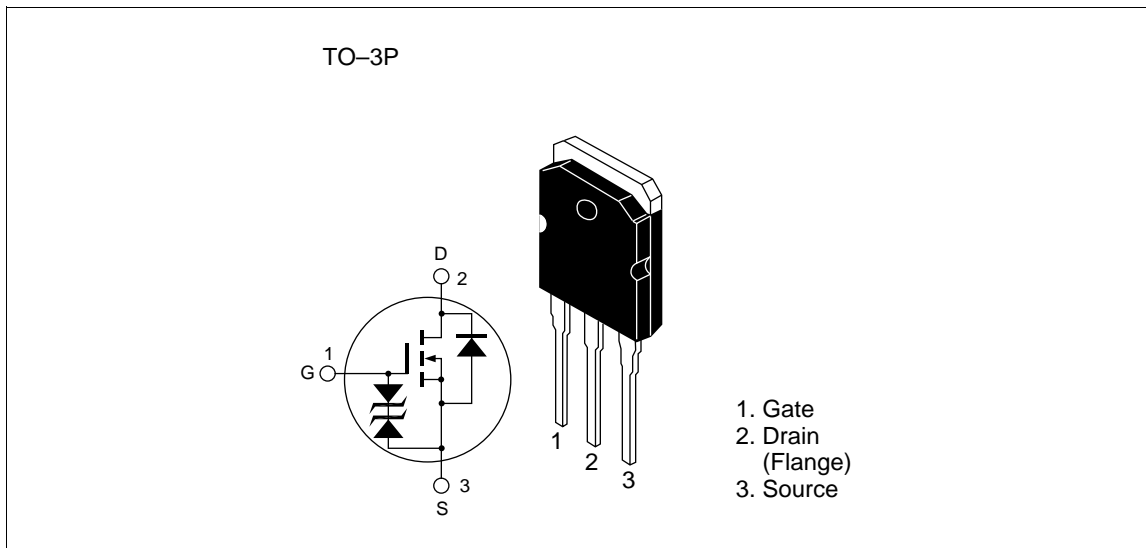 TO–3P
D
2
1
G
3
S
1
2
3
1. Gate
2. Drain
(Flange)
3. Source